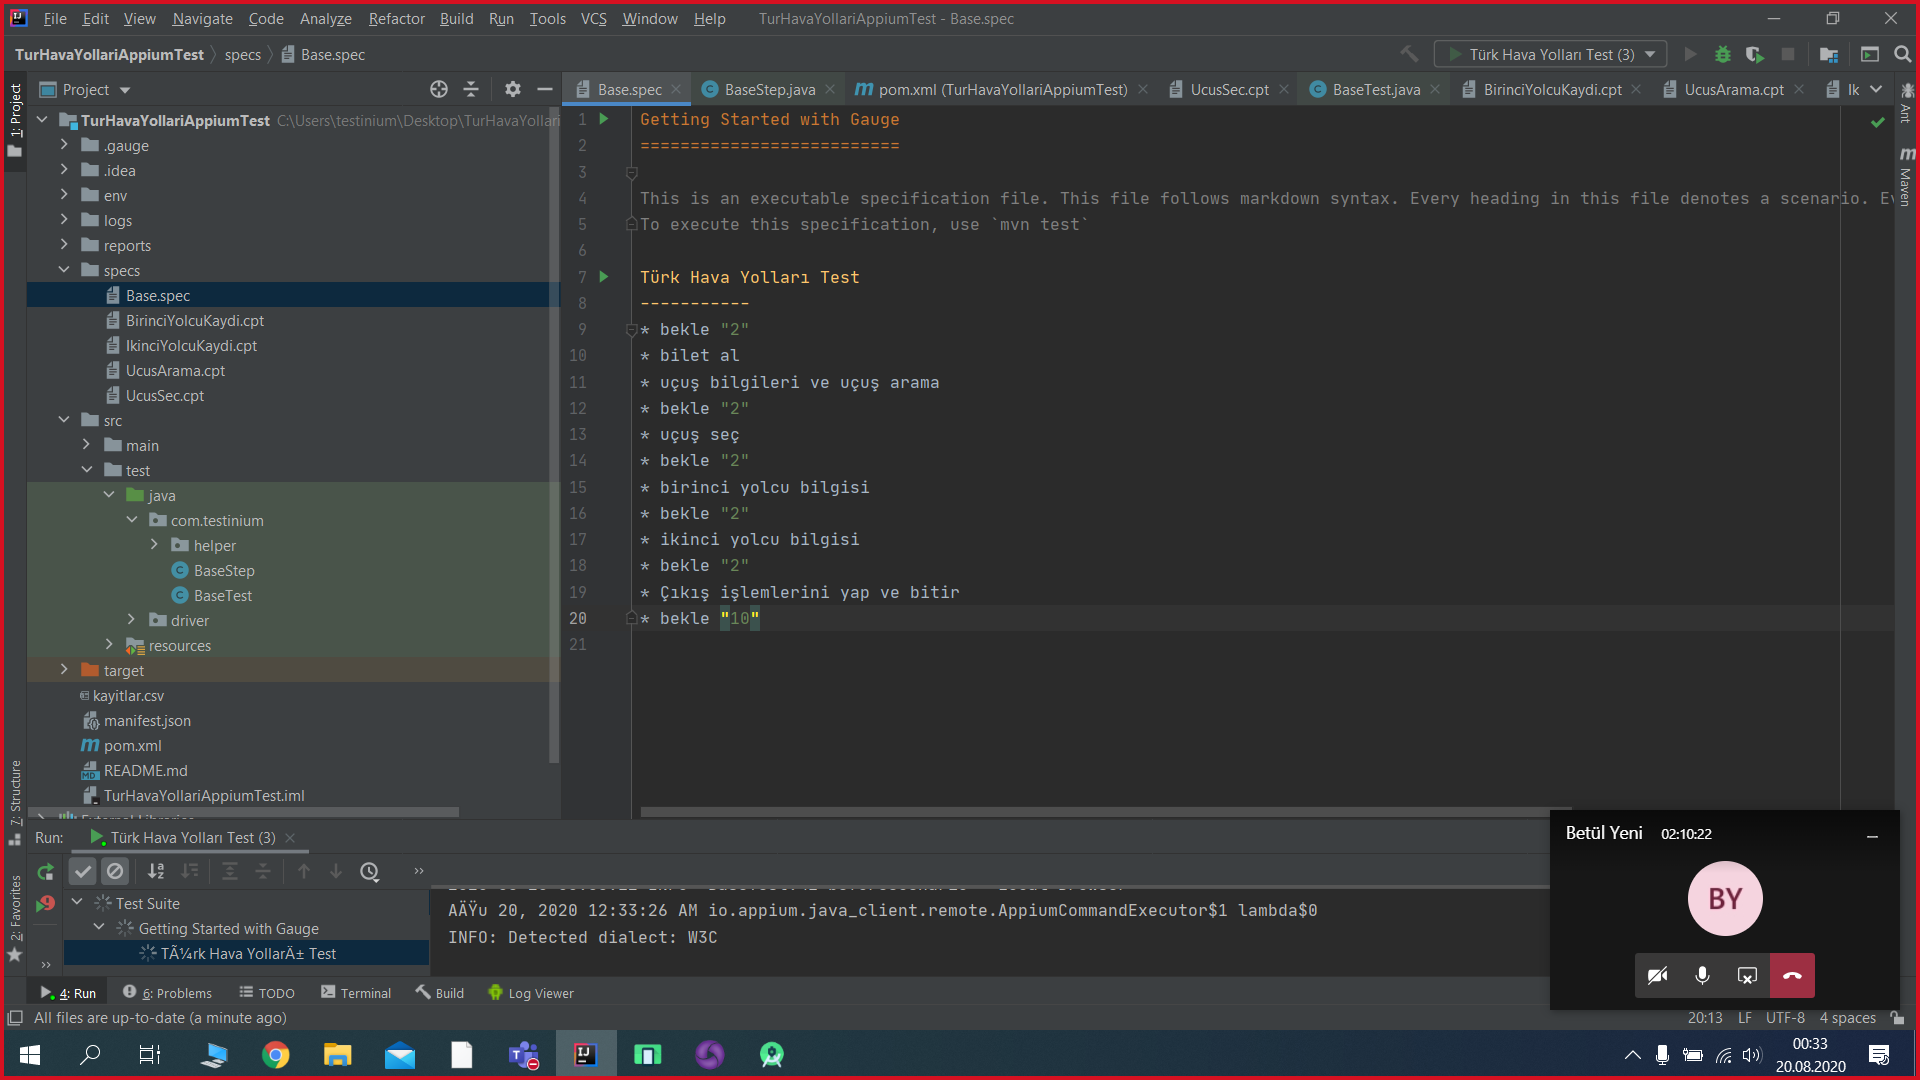 File Edit View Navigate Code Analyze Refactor Build Run Tools VCS Window Help TurHavaYollariAppiumTest - Base.spec
TurHavaYollariAppiumTest specs Base.spec Türk Hava Yolları Test (3)
Project
Base.spec BaseStep.java pom.xml (TurHavaYollariAppiumTest) UcusSec.cpt BaseTest.java BirinciYolcuKaydi.cpt UcusArama.cpt Ik
1: Project
7: Structure
2: Favorites
Ant
Maven
TurHavaYollariAppiumTest C:\Users\testinium\Desktop\TurHavaYollari
.gauge
.idea
env
logs
reports
specs
Base.spec
BirinciYolcuKaydi.cpt
IkinciYolcuKaydi.cpt
UcusArama.cpt
UcusSec.cpt
src
main
test
java
com.testinium
helper
BaseStep
BaseTest
driver
resources
target
kayitlar.csv
manifest.json
pom.xml
README.md
TurHavaYollariAppiumTest.iml
External Libraries
1 Getting Started with Gauge
2 ==========================
3
4 This is an executable specification file. This file follows markdown syntax. Every heading in this file denotes a scenario. Ev
5 To execute this specification, use `mvn test`
6
7 Türk Hava Yolları Test
8 -----------
9 * bekle "2"
10 * bilet al
11 * uçuş bilgileri ve uçuş arama
12 * bekle "2"
13 * uçuş seç
14 * bekle "2"
15 * birinci yolcu bilgisi
16 * bekle "2"
17 * ikinci yolcu bilgisi
18 * bekle "2"
19 * Çıkış işlemlerini yap ve bitir
20 * bekle "10"
21
Run: Türk Hava Yolları Test (3)
Test Suite
Getting Started with Gauge
TÃ¼rk Hava YollarÄ± Test
AÄŸu 20, 2020 12:33:26 AM io.appium.java_client.remote.AppiumCommandExecutor$1 lambda$0
INFO: Detected dialect: W3C
Betül Yeni 02:10:22
BY
4: Run 6: Problems TODO Terminal Build Log Viewer
All files are up-to-date (a minute ago) 20:13 LF UTF-8 4 spaces
00:33
20.08.2020